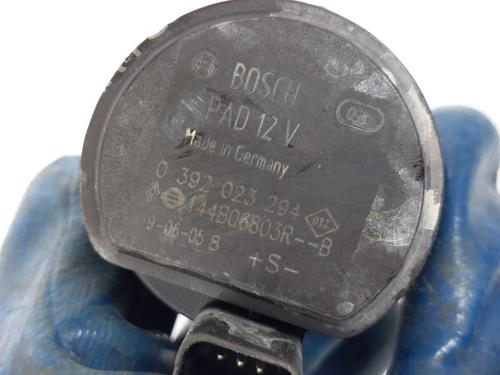 BOSCH
PAD 12 V
Made in Germany
0 392 023 294
144B06803R--B
19-06-05 8
+S-